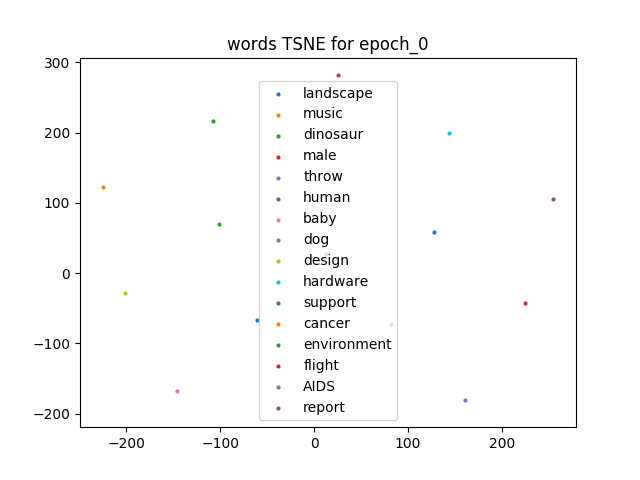 words TSNE for epoch_0
300
200
100
0
−100
−200
−200
−100
0
100
200
landscape
music
dinosaur
male
throw
human
baby
dog
design
hardware
support
cancer
environment
flight
AIDS
report